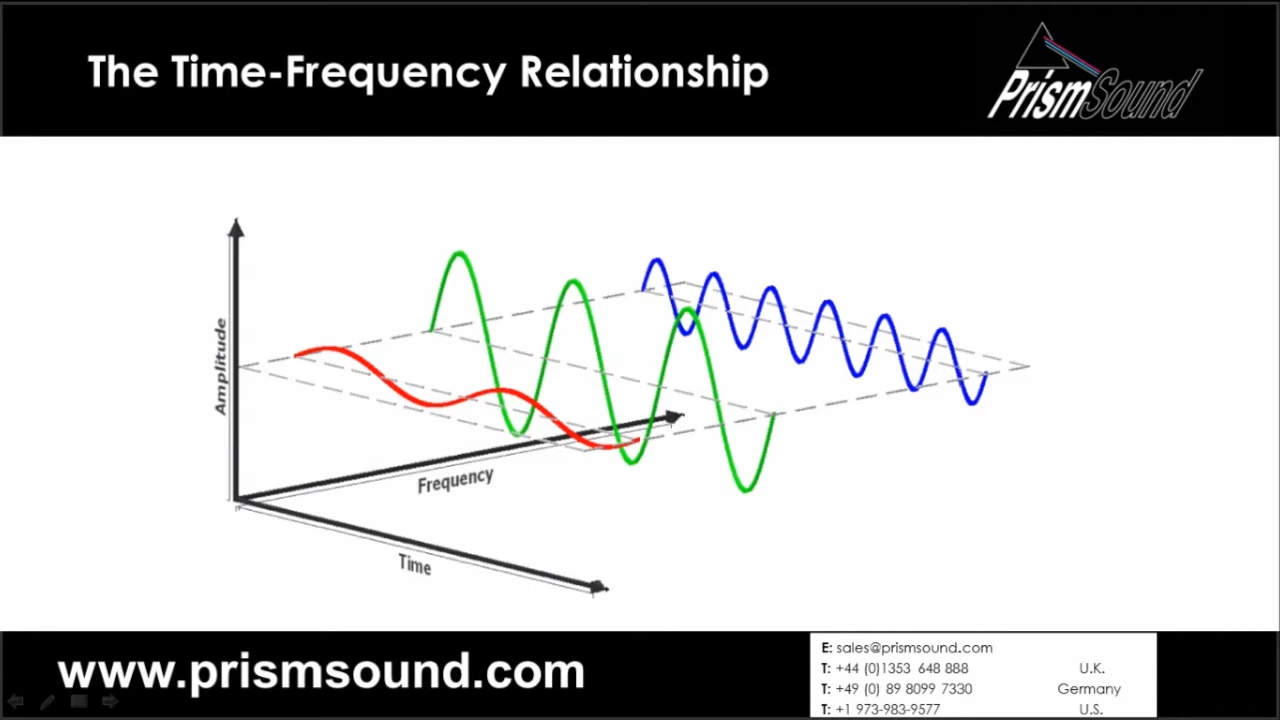 The Time-Frequency Relationship
PrismSound
Amplitude
Frequency
Time
www.prismsound.com
E: sales@prismsound.com
T: +44 (0)1353 648 888 U.K.
T: +49 (0) 89 8099 7330 Germany
T: +1 973-983-9577 U.S.